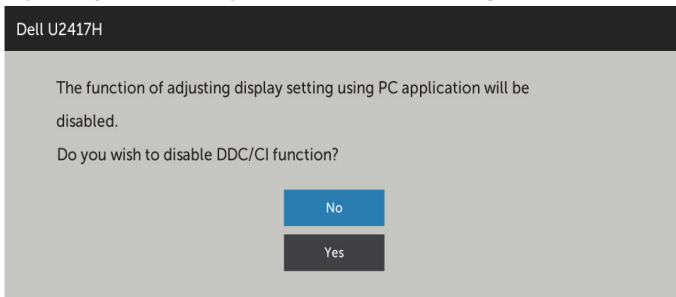 Dell U2417H
The function of adjusting display setting using PC application will be
disabled.
Do you wish to disable DDC/CI function?
No
Yes